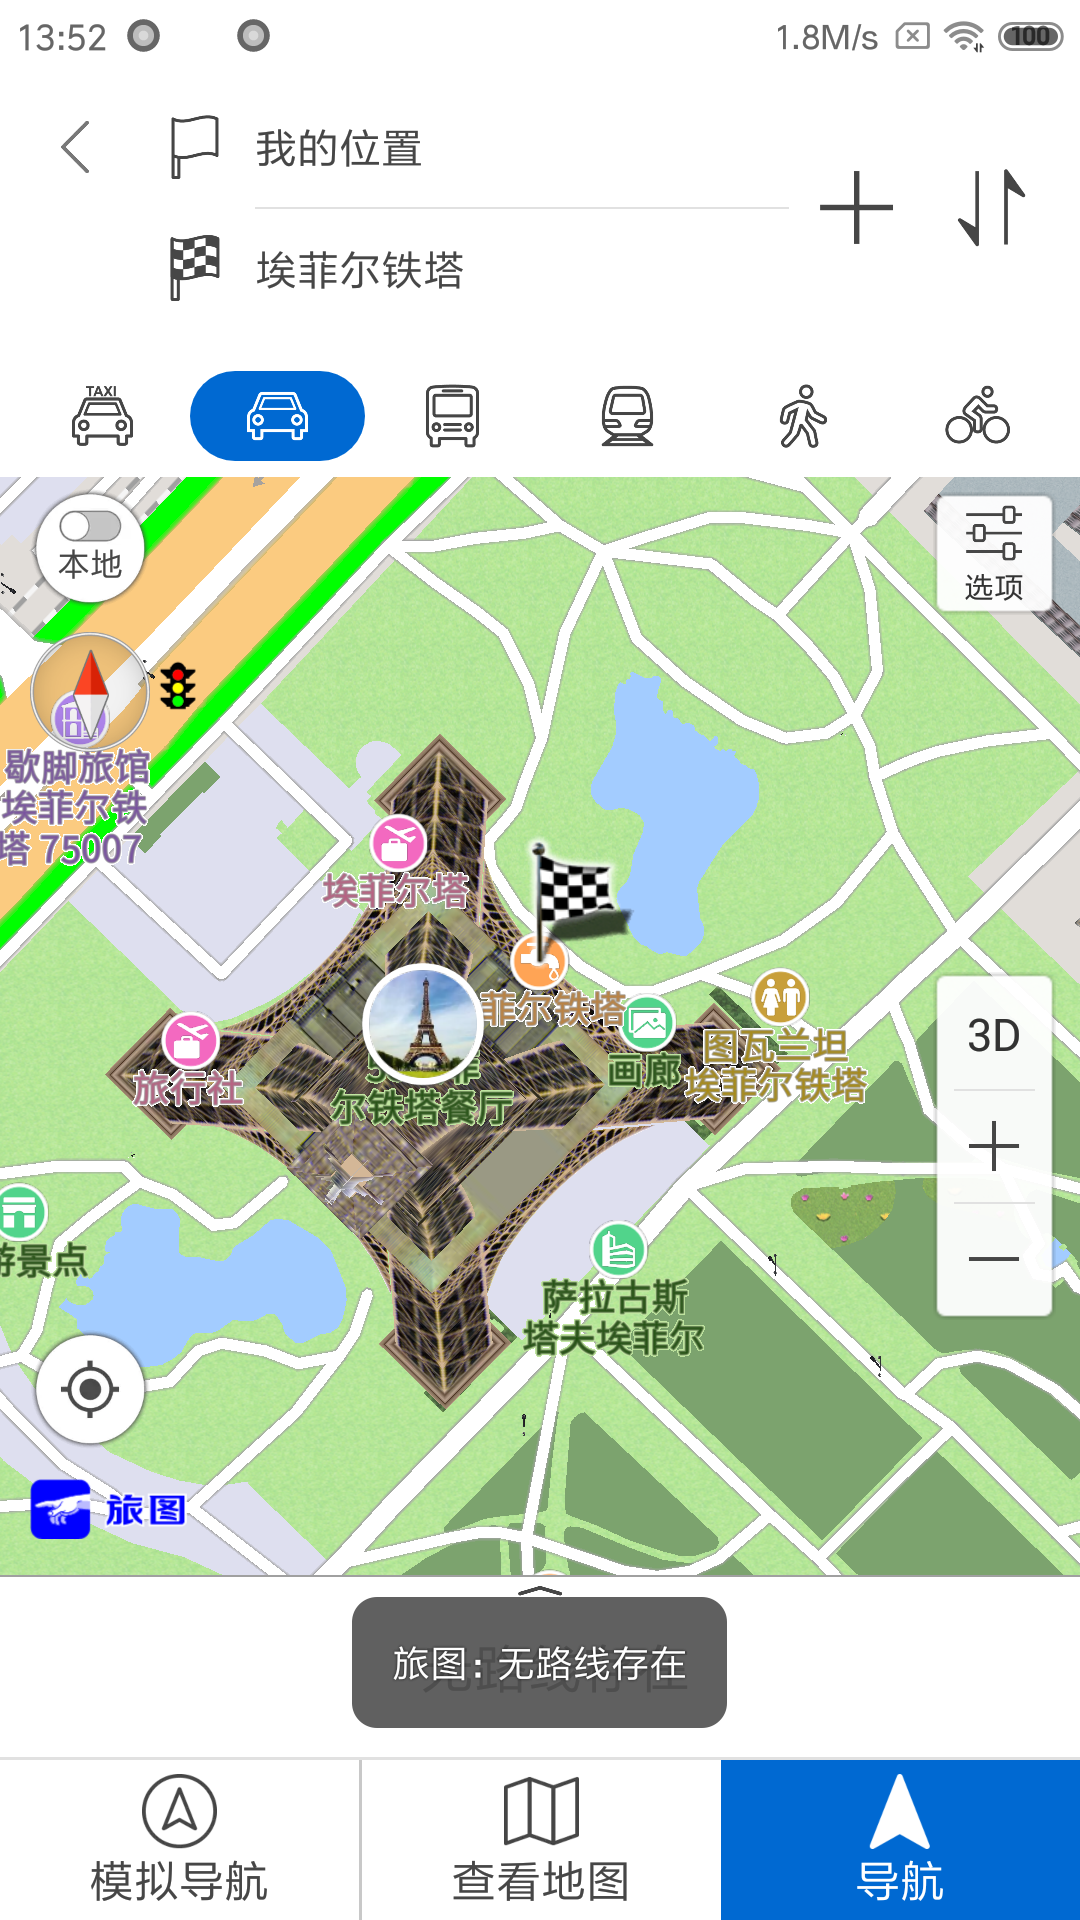 13:52
1.8M/s
100
我的位置
埃菲尔铁塔
TAXI
本地
选项
歇脚旅馆
埃菲尔铁
塔 75007
埃菲尔塔
菲尔铁塔
画廊
图瓦兰坦
埃菲尔铁塔
旅行社
尔铁塔餐厅
3D
游景点
萨拉古斯
塔夫埃菲尔
旅图
旅图：无路线存在
模拟导航
查看地图
导航